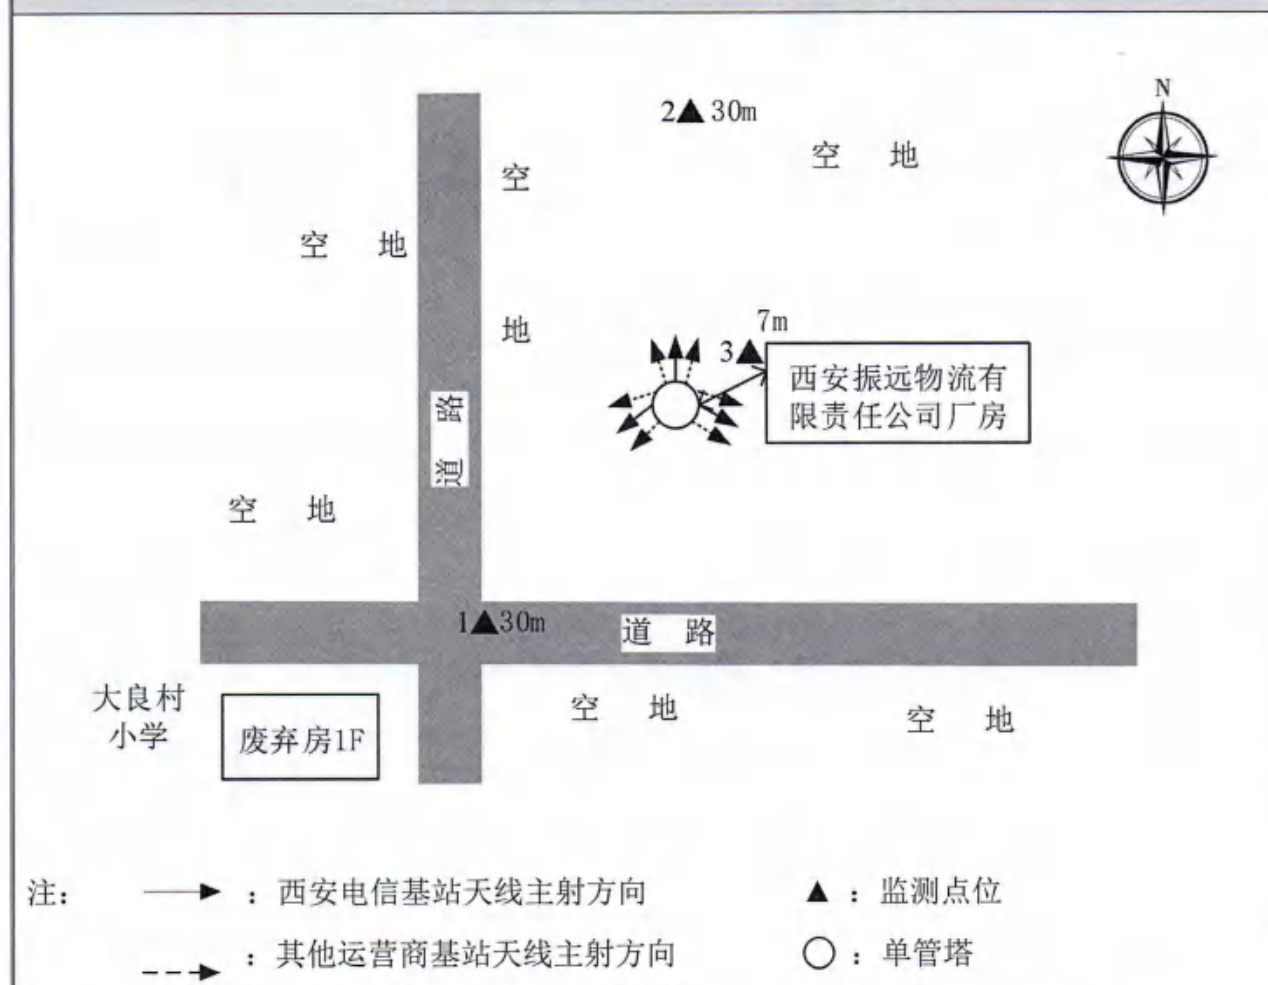 N
2▲30m
空 地
空
地
空 地
7m
3▲
西安振远物流有
限责任公司厂房
道路
空 地
1▲30m
道 路
大良村
小学
废弃房1F
空 地
空 地
注：
：西安电信基站天线主射方向
▲：监测点位
：其他运营商基站天线主射方向
○：单管塔